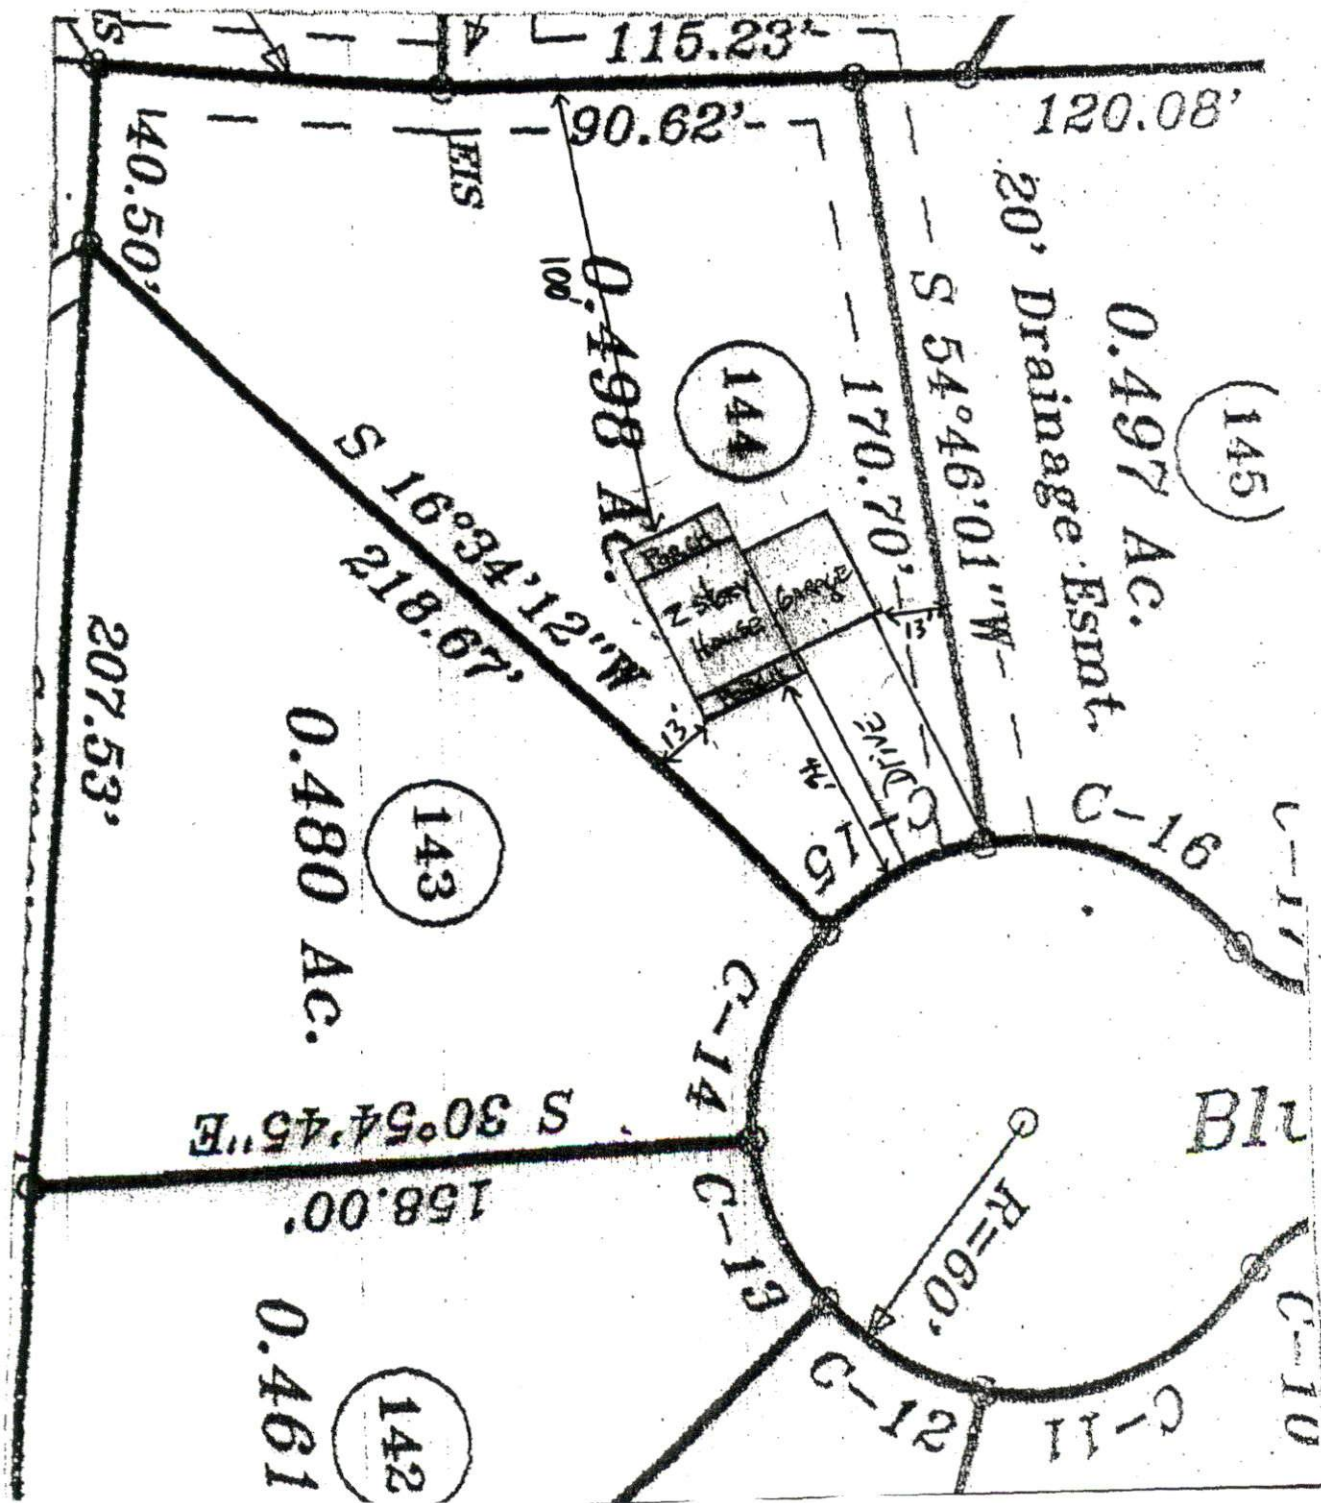 115.23'
90.62'
120.08'
EIS
40.50'
20' Drainage Esmt.
S 54°46'01"W
170.70'
0.497 Ac.
145
144
0.498 Ac.
100'
Porch
2 story
House
Garage
Porch
13'
13'
Drive
S 16°34'12"W
218.67'
C-15
C-16
C-17
207.53'
0.480 Ac.
143
C-14
S 30°54'45"E
158.00'
C-13
R=60'
Blu
C-12
C-11
C-10
0.461
142